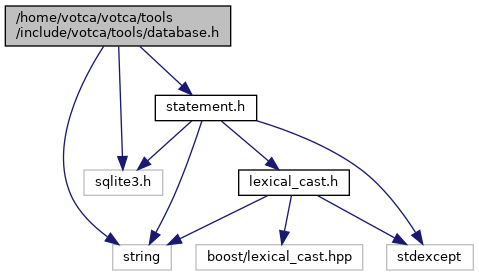 /home/votca/votca/tools
/include/votca/tools/database.h
statement.h
sqlite3.h
lexical_cast.h
string
boost/lexical_cast.hpp
stdexcept